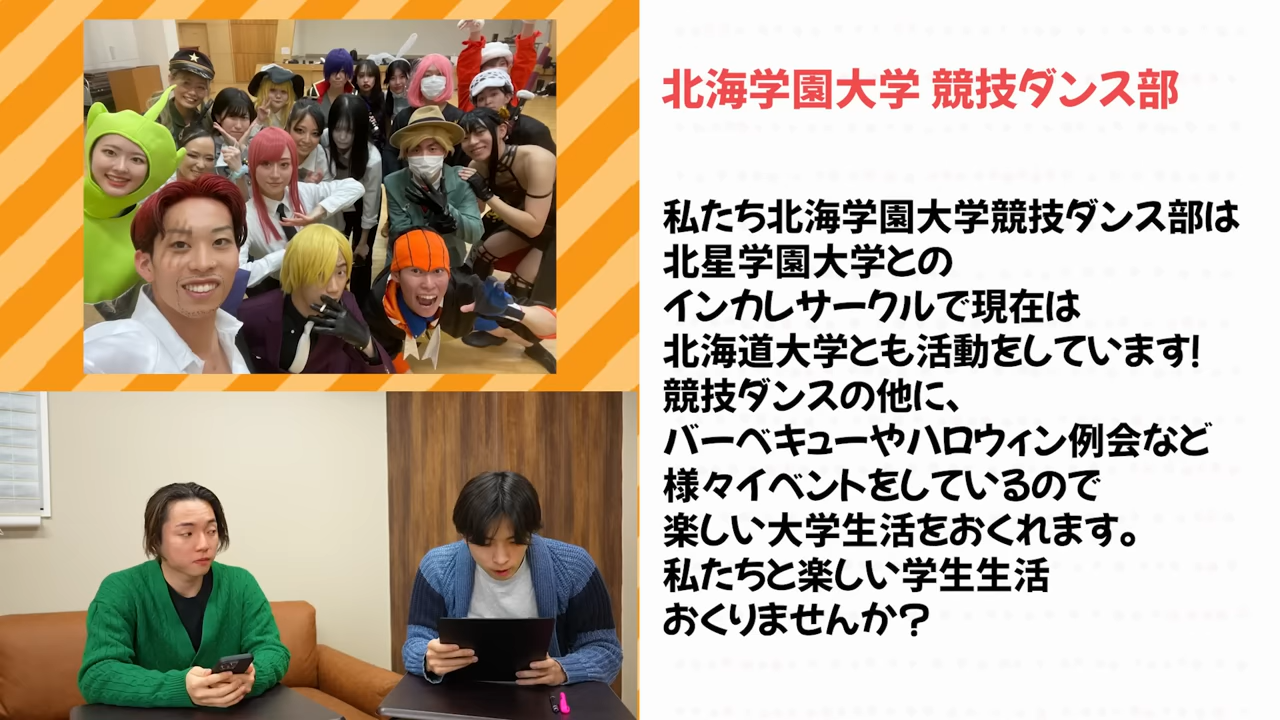 北海学園大学 競技ダンス部
私たち北海学園大学競技ダンス部は
北星学園大学との
インカレサークルで現在は
北海道大学とも活動をしています!
競技ダンスの他に、
バーベキューやハロウィン例会など
様々イベントをしているので
楽しい大学生活をおくれます。
私たちと楽しい学生生活
おくりませんか?